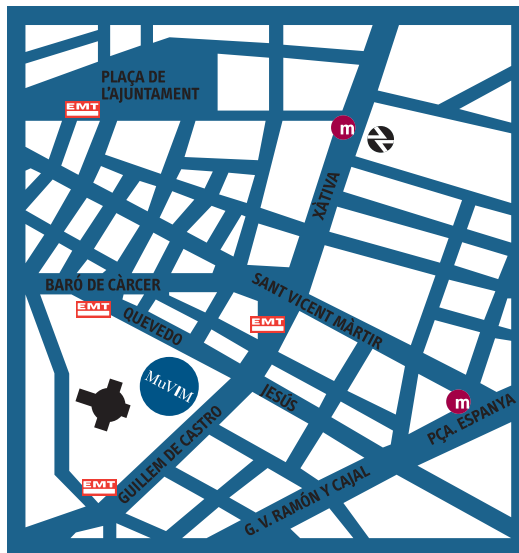 PLAÇA DE
L'AJUNTAMENT
EMT
m
XÀTIVA
BARÓ DE CÀRCER
SANT VICENT MÀRTIR
EMT
QUEVEDO
EMT
MuVIM
JESÚS
m
PÇA. ESPANYA
GUILLEM DE CASTRO
EMT
G. V. RAMÓN Y CAJAL